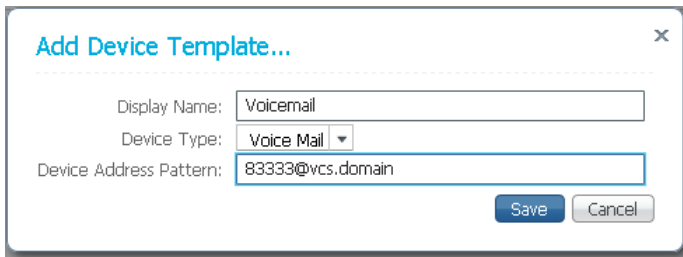 Add Device Template...
Display Name: Voicemail
Device Type: Voice Mail
Device Address Pattern: 83333@vcs.domain
Save Cancel